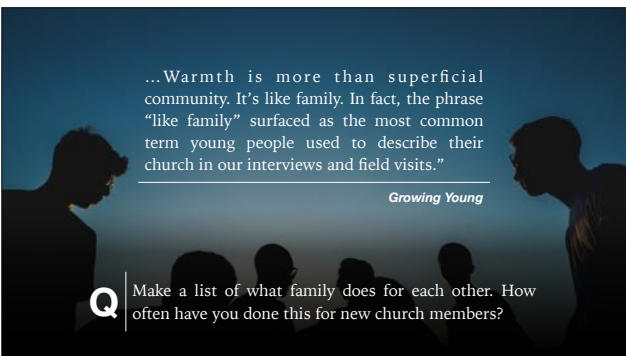 ...Warmth is more than superficial
community. It's like family. In fact, the phrase
"like family" surfaced as the most common
term young people used to describe their
church in our interviews and field visits."
Growing Young
Q
Make a list of what family does for each other. How
often have you done this for new church members?